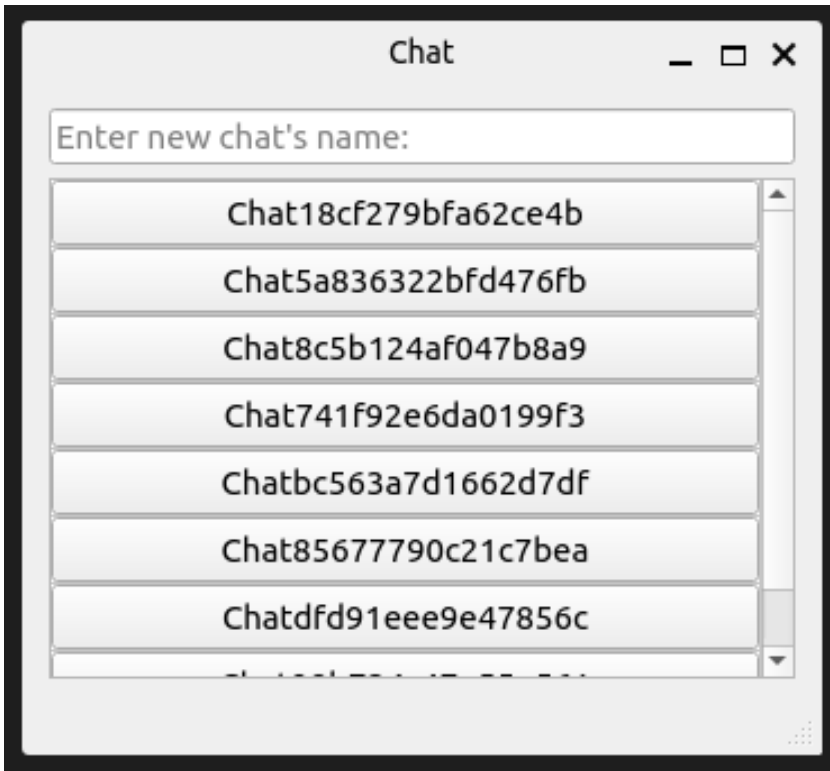 Chat
Enter new chat's name:
Chat18cf279bfa62ce4b
Chat5a836322bfd476fb
Chat8c5b124af047b8a9
Chat741f92e6da0199f3
Chatbc563a7d1662d7df
Chat85677790c21c7bea
Chatdfd91eee9e47856c